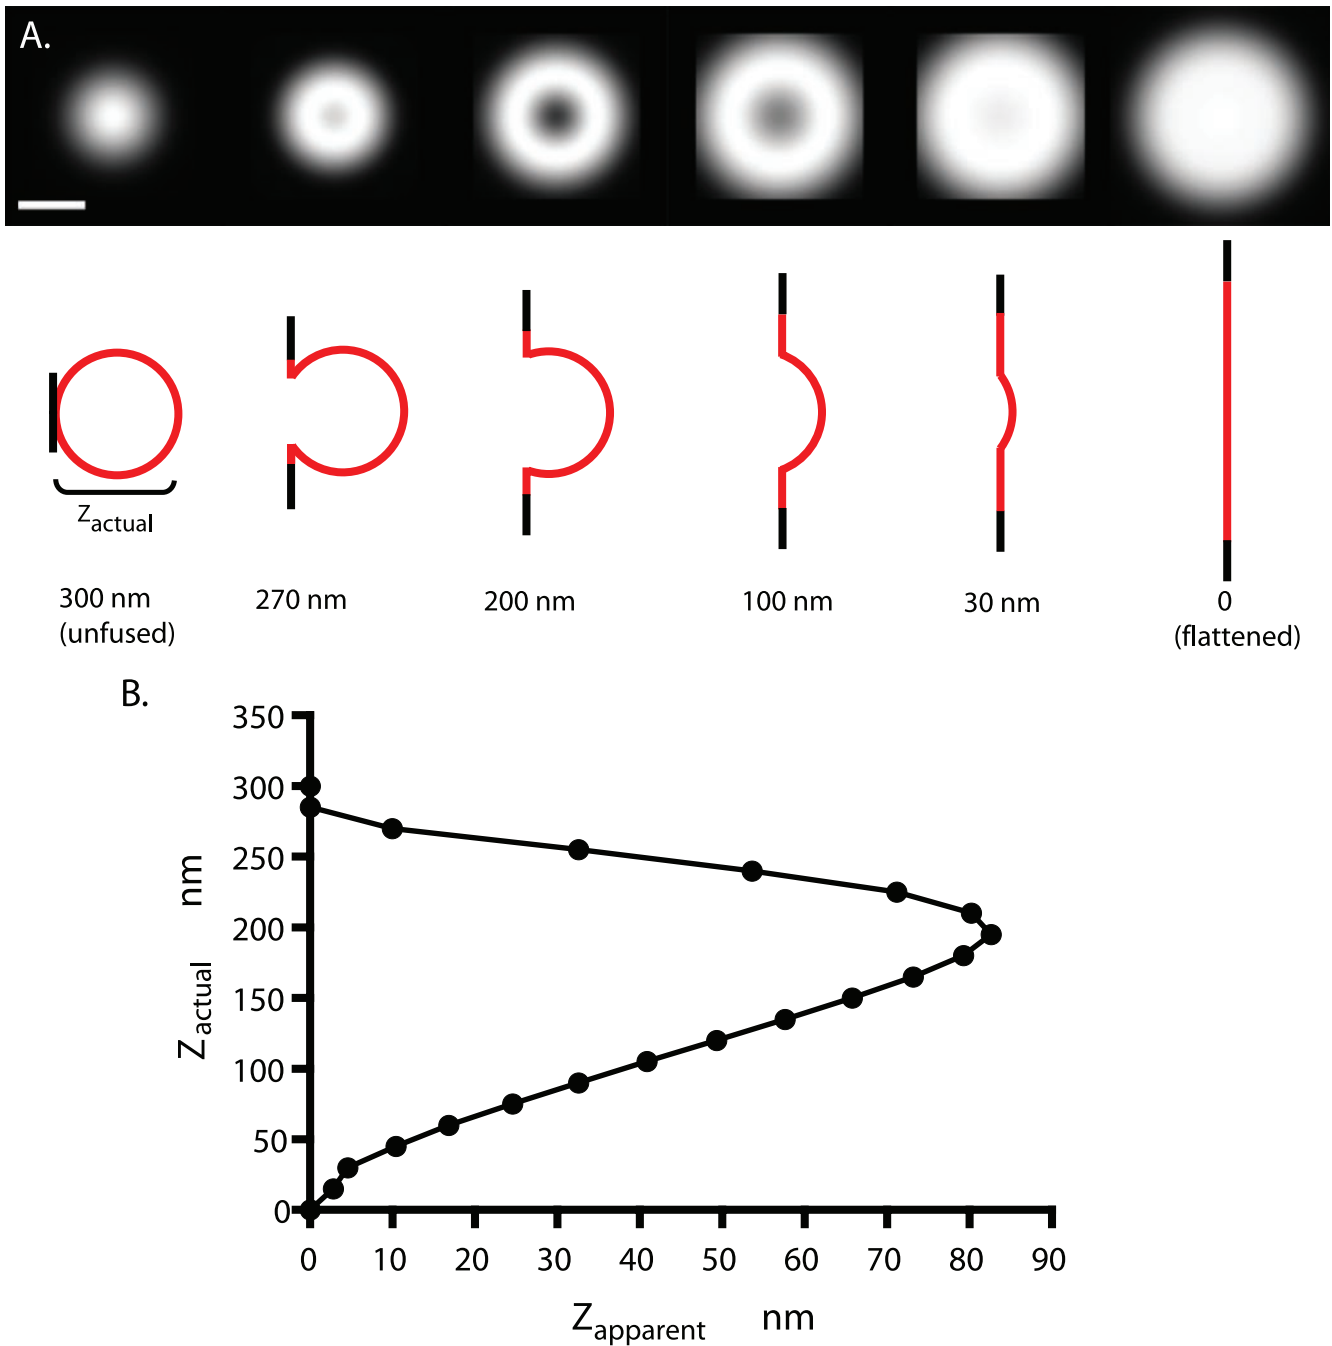 A.
Zactual
300 nm
(unfused)
270 nm
200 nm
100 nm
30 nm
0
(flattened)
B.
350
300
250
200
150
100
50
0
Zactual nm
0 10 20 30 40 50 60 70 80 90
Zapparent nm